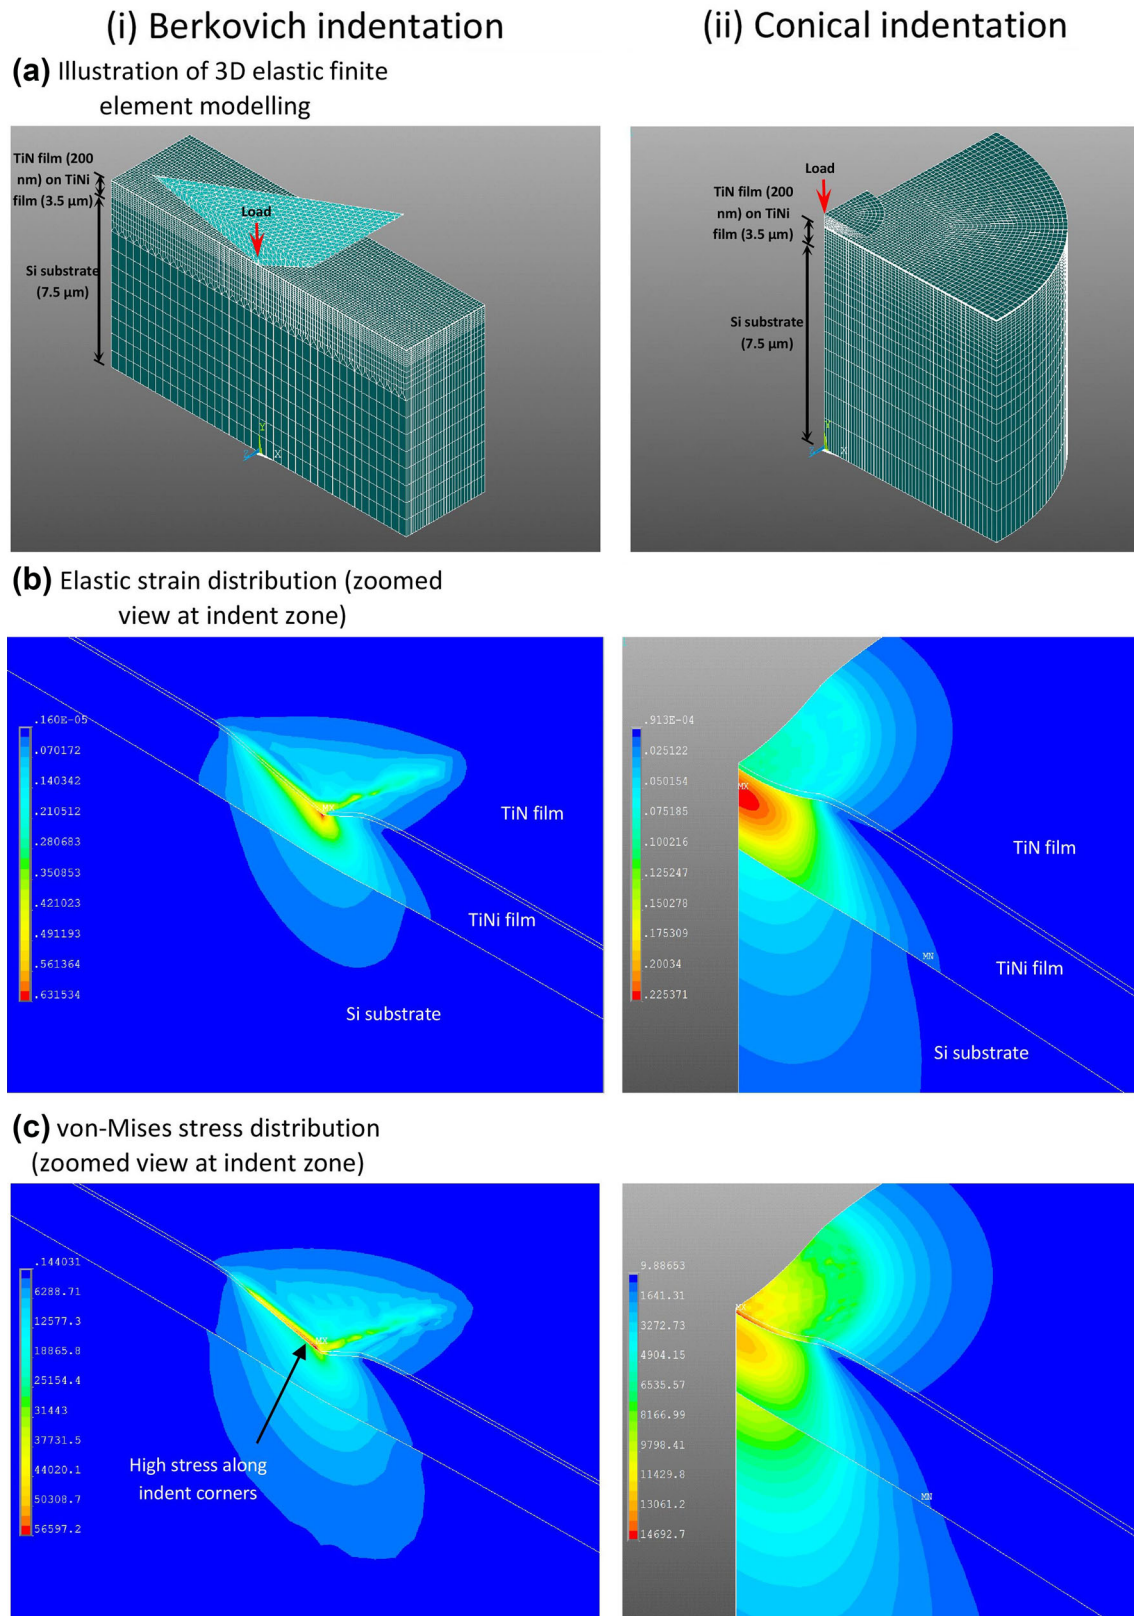 (i) Berkovich indentation
(ii) Conical indentation
(a) Illustration of 3D elastic finite
element modelling
TiN film (200
nm) on TiNi
film (3.5 μm)
Load
Si substrate
(7.5 μm)
Y
Z
X
Load
TiN film (200
nm) on TiNi
film (3.5 μm)
Si substrate
(7.5 μm)
Y
Z
X
(b) Elastic strain distribution (zoomed
view at indent zone)
.160E-05
.070172
.140342
.210512
.280683
.350853
.421023
.491193
.561364
.631534
MX
TiN film
TiNi film
Si substrate
.913E-04
.025122
.050154
.075185
.100216
.125247
.150278
.175309
.20034
.225371
MX
TiN film
MN
TiNi film
Si substrate
(c) von-Mises stress distribution
(zoomed view at indent zone)
.144031
6288.71
12577.3
18865.8
25154.4
31443
37731.5
44020.1
50308.7
56597.2
MX
High stress along
indent corners
9.88653
1641.31
3272.73
4904.15
6535.57
8166.99
9798.41
11429.8
13061.2
14692.7
MN